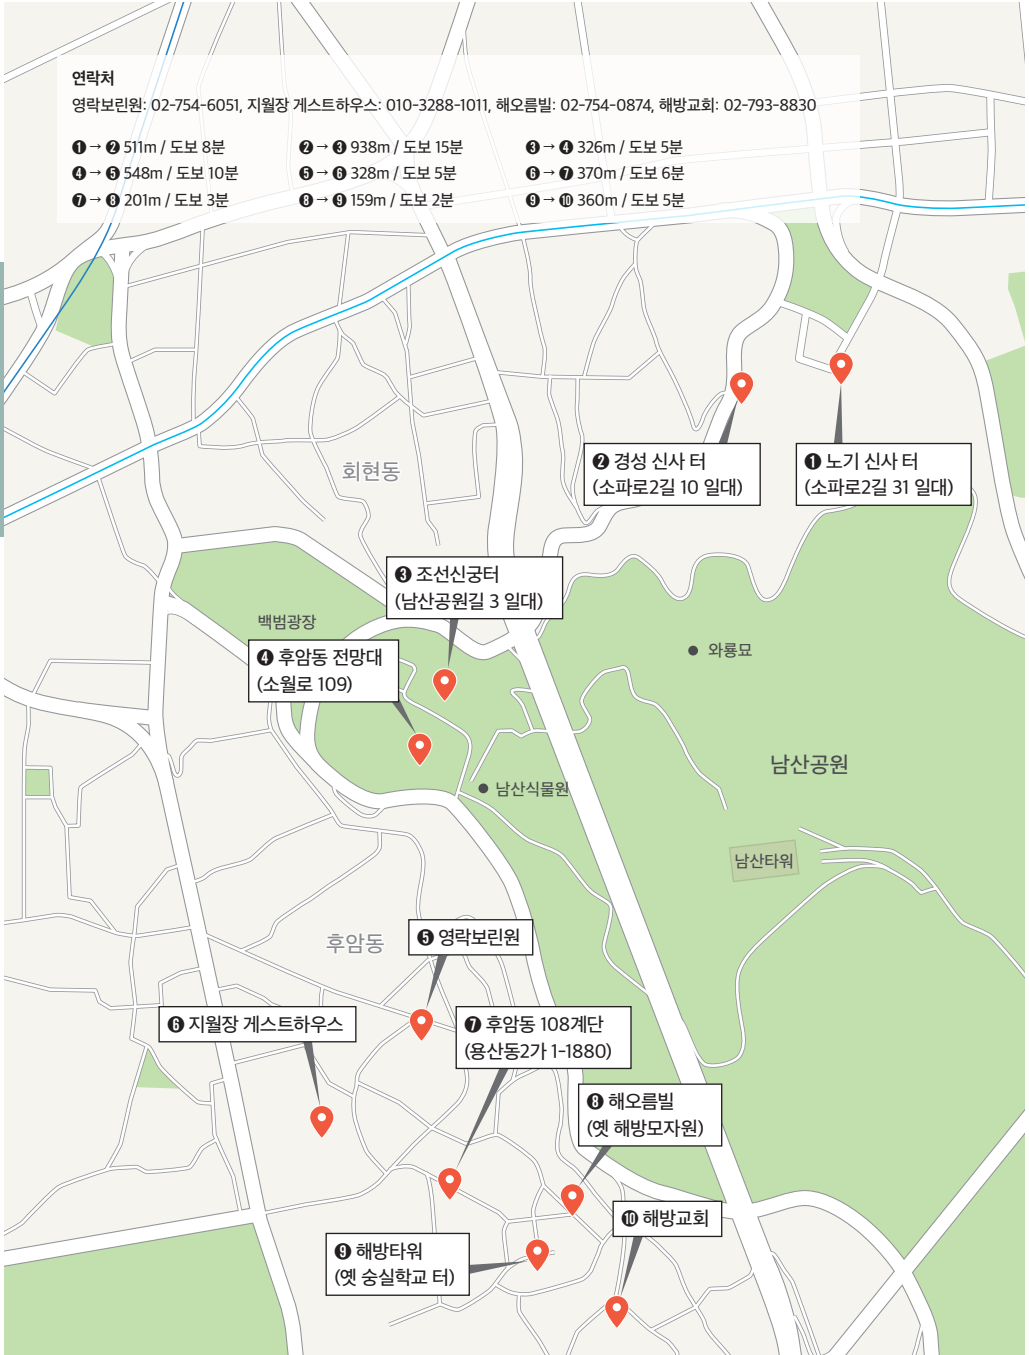 연락처
영락보린원: 02-754-6051, 지월장 게스트하우스: 010-3288-1011, 해오름빌: 02-754-0874, 해방교회: 02-793-8830
❶ → ❷ 511m / 도보 8분
❷ → ❸ 938m / 도보 15분
❸ → ❹ 326m / 도보 5분
❹ → ❺ 548m / 도보 10분
❺ → ❻ 328m / 도보 5분
❻ → ❼ 370m / 도보 6분
❼ → ❽ 201m / 도보 3분
❽ → ❾ 159m / 도보 2분
❾ → ❿ 360m / 도보 5분
❷ 경성 신사 터
(소파로2길 10 일대)
❶ 노기 신사 터
(소파로2길 31 일대)
회현동
❸ 조선신궁터
(남산공원길 3 일대)
백범광장
❹ 후암동 전망대
(소월로 109)
와룡묘
남산공원
남산식물원
남산타워
❺ 영락보린원
후암동
❻ 지월장 게스트하우스
❼ 후암동 108계단
(용산동2가 1-1880)
❽ 해오름빌
(옛 해방모자원)
❿ 해방교회
❾ 해방타워
(옛 숭실학교 터)